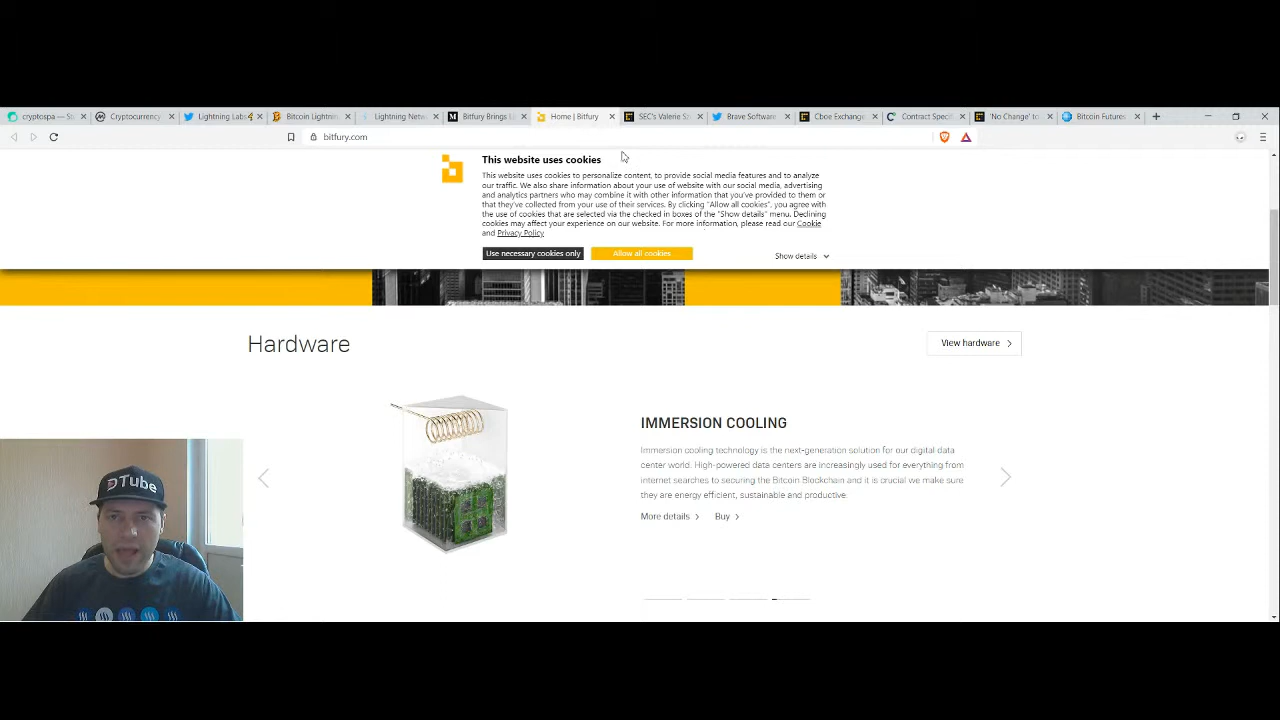 cryptospa — St
Cryptocurrency
Lightning Labs
Bitcoin Lightnin
Lightning Netw
Bitfury Brings Li
Home | Bitfury
SEC's Valerie Sz
Brave Software
Cboe Exchange
Contract Specif
'No Change' to
Bitcoin Futures
bitfury.com
This website uses cookies
This website uses cookies to personalize content, to provide social media features and to analyze
our traffic. We also share information about your use of website with our social media, advertising
and analytics partners who may combine it with other information that you've provided to them or
that they've collected from your use of their services. By clicking "Allow all cookies", you agree with
the use of cookies that are selected via the checked in boxes of the "Show details" menu. Declining
cookies may affect your experience on our website. For more information, please read our Cookie
and Privacy Policy
Use necessary cookies only
Allow all cookies
Show details
Hardware
View hardware
IMMERSION COOLING
Immersion cooling technology is the next-generation solution for our digital data
center world. High-powered data centers are increasingly used for everything from
internet searches to securing the Bitcoin Blockchain and it is crucial we make sure
they are energy efficient, sustainable and productive.
More details
Buy
DTube